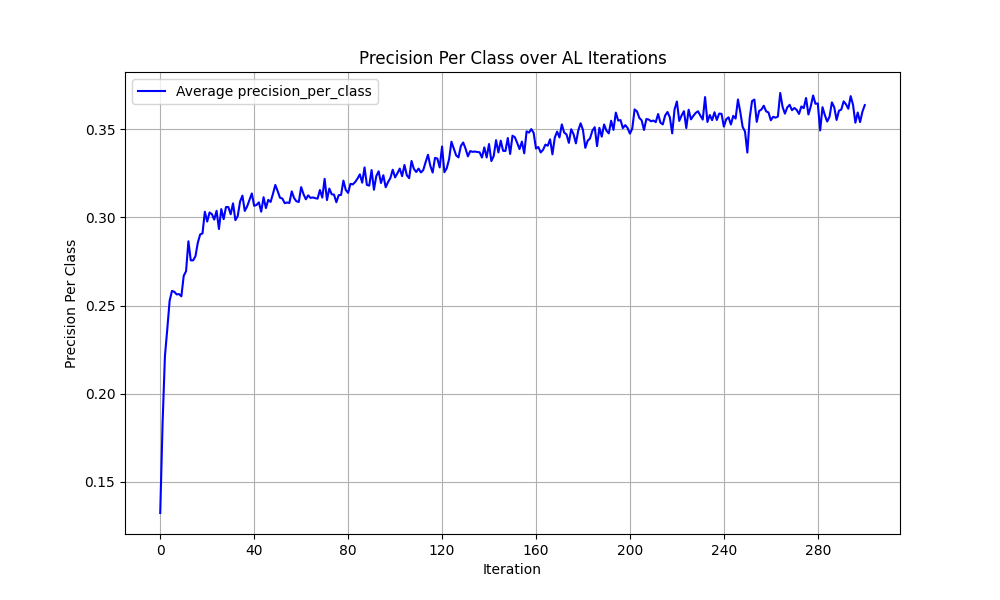 Precision Per Class over AL Iterations
Average precision_per_class
Precision Per Class
0.35
0.30
0.25
0.20
0.15
0 40 80 120 160 200 240 280
Iteration